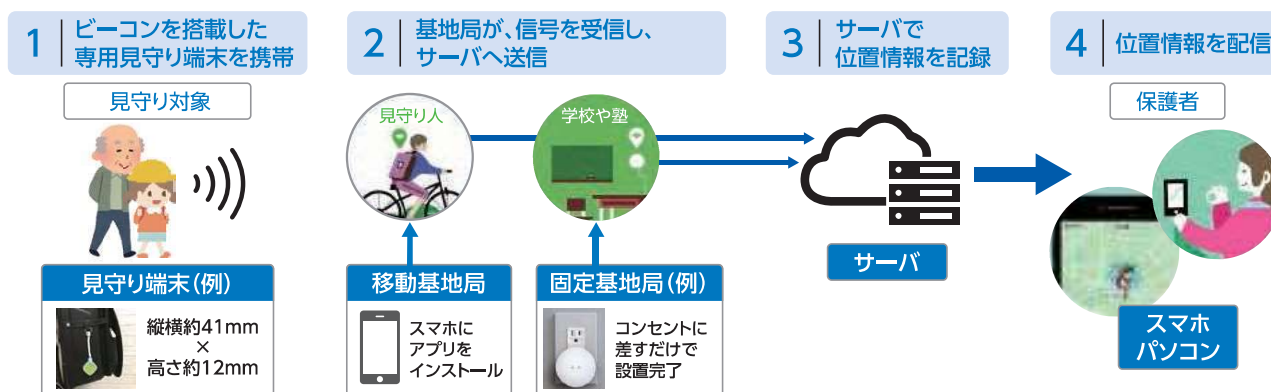 1
ビーコンを搭載した
専用見守り端末を携帯
見守り対象
見守り端末(例)
縦横約41mm
×
高さ約12mm
2
基地局が、信号を受信し、
サーバへ送信
見守り人
学校や塾
移動基地局
スマホに
アプリを
インストール
固定基地局(例)
コンセントに
差すだけで
設置完了
3
サーバで
位置情報を記録
サーバ
4
位置情報を配信
保護者
スマホ
パソコン